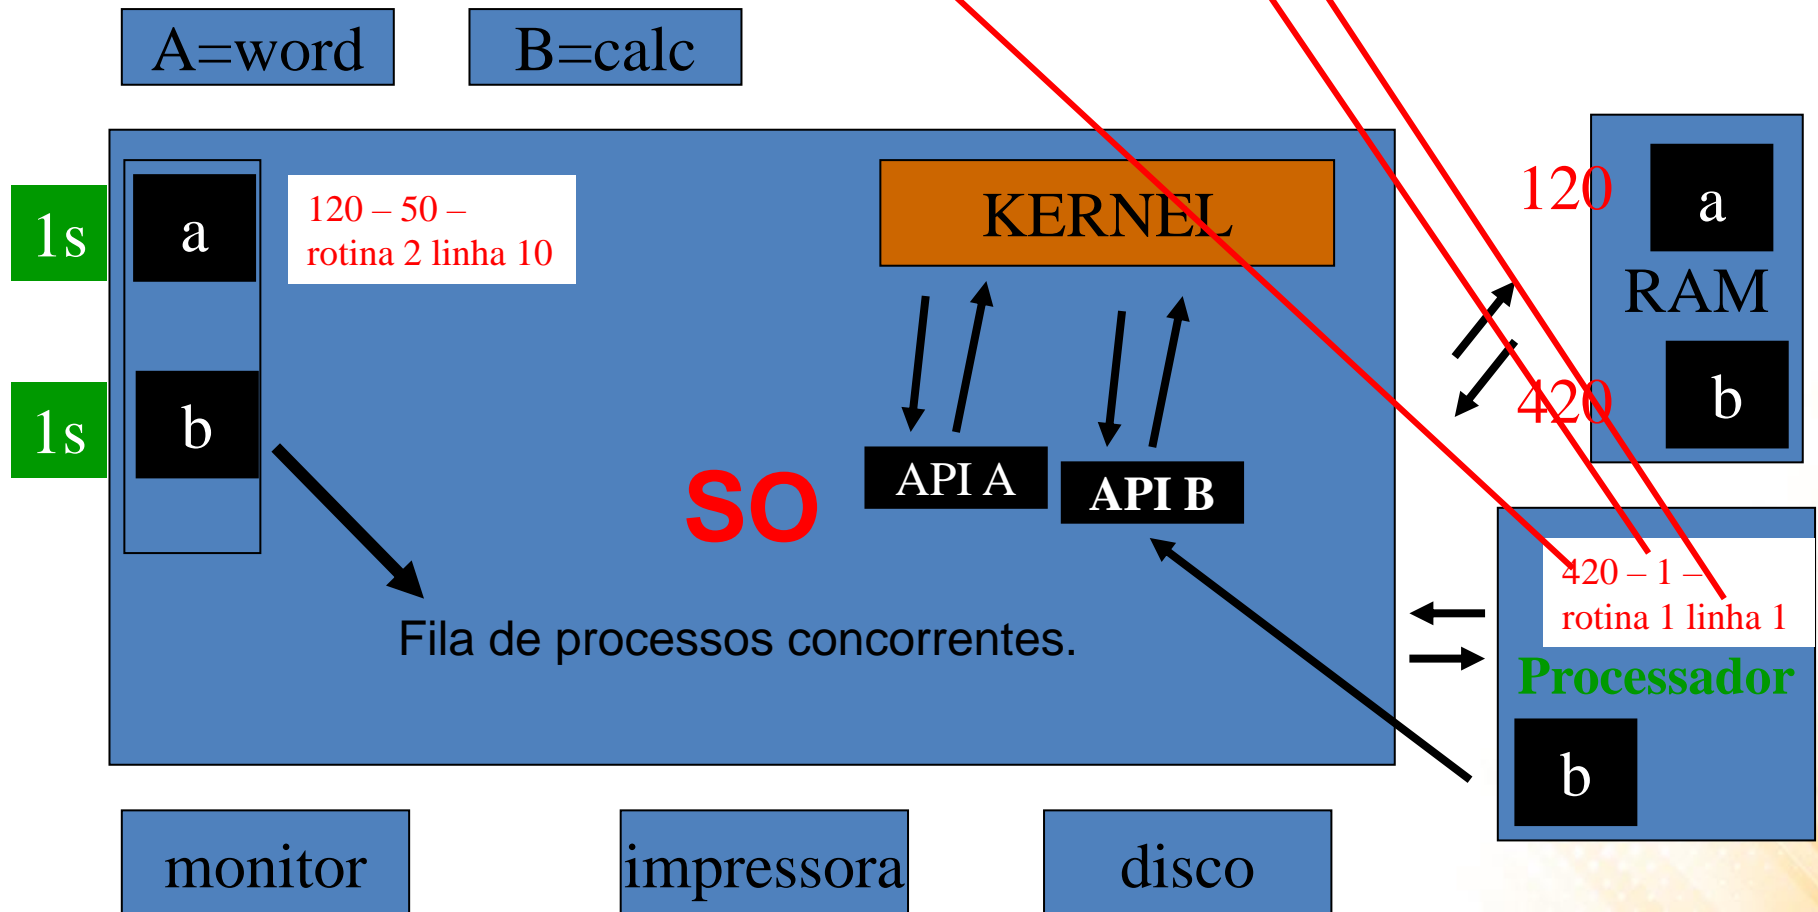 A=word
B=calc
1s
a
120 – 50 –
rotina 2 linha 10
KERNEL
120
a
RAM
1s
b
420
b
SO
API A
API B
420 – 1 –
rotina 1 linha 1
Fila de processos concorrentes.
Processador
b
monitor
impressora
disco